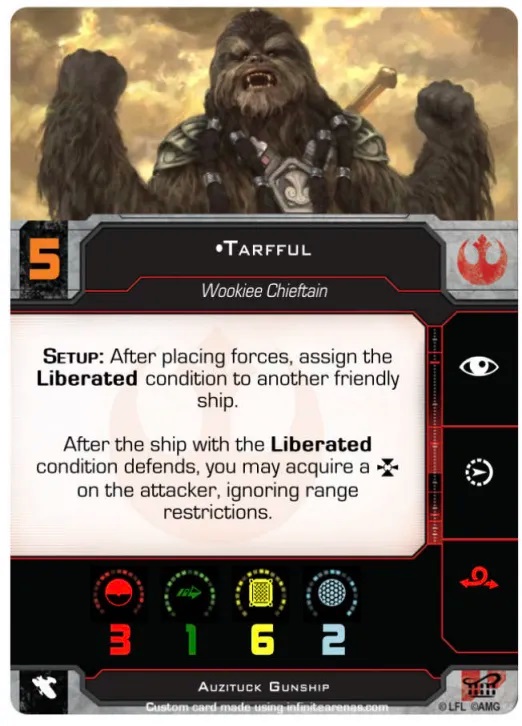 5
•Tarfful
Wookiee Chieftain
Setup: After placing forces, assign the
Liberated condition to another friendly
ship.
After the ship with the Liberated
condition defends, you may acquire a
on the attacker, ignoring range
restrictions.
3 1 6 2
Auzituck Gunship
© LFL ©AMG
Custom card made using infinitearenas.com